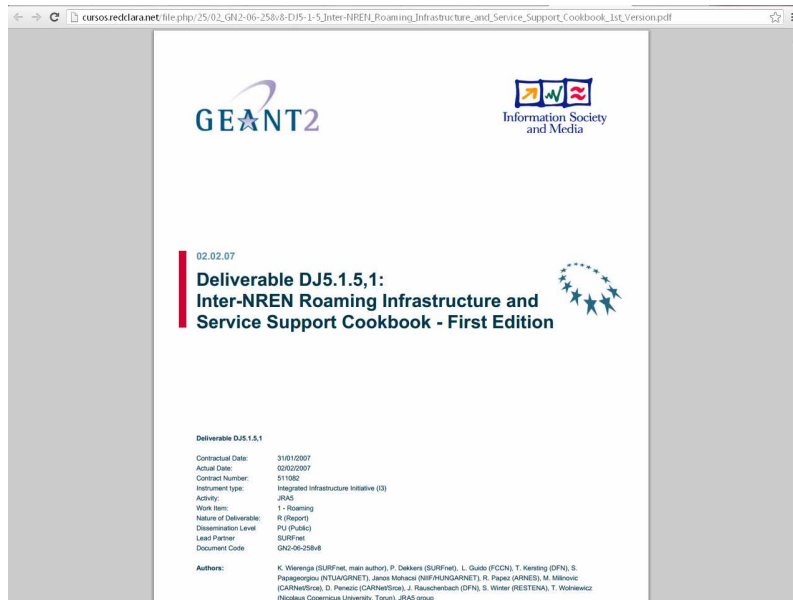 cursos.redclara.net/file.php/25/02_GN2-06-258v8-DJ5-1-5_Inter-NREN_Roaming_Infrastructure_and_Service_Support_Cookbook_1st_Version.pdf
GEANT2
Information Society
and Media
02.02.07
Deliverable DJ5.1.5,1:
Inter-NREN Roaming Infrastructure and
Service Support Cookbook - First Edition
Deliverable DJ5.1.5,1
Contractual Date: 31/01/2007
Actual Date: 02/02/2007
Contract Number: 511082
Instrument type: Integrated Infrastructure Initiative (I3)
Activity: JRA5
Work Item: 1 - Roaming
Nature of Deliverable: R (Report)
Dissemination Level PU (Public)
Lead Partner SURFnet
Document Code GN2-06-258v8
Authors: K. Wierenga (SURFnet, main author), P. Dekkers (SURFnet), L. Guido (FCCN), T. Kersting (DFN), S.
Papageorgiou (NTUA/GRNET), Janos Mohacsi (NIIF/HUNGARNET), R. Papez (ARNES), M. Milinovic
(CARNet/Srce), D. Penezic (CARNet/Srce), J. Rauschenbach (DFN), S. Winter (RESTENA), T. Wolniewicz
(Nicolaus Copernicus University, Torun), JRA5 group